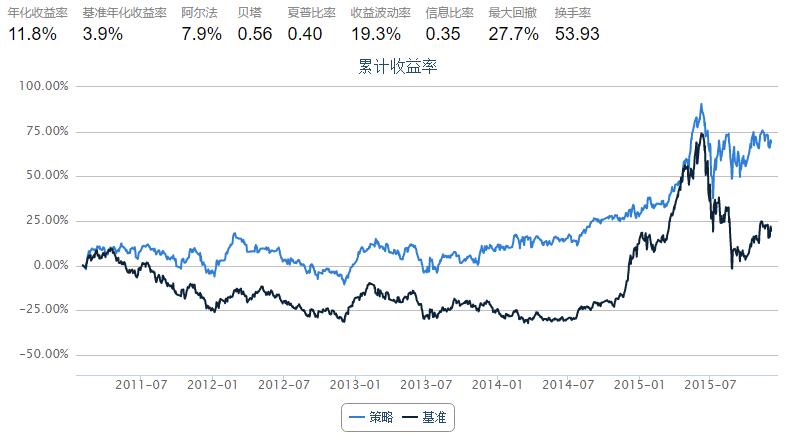 年化收益率 基准年化收益率 阿尔法 贝塔 夏普比率 收益波动率 信息比率 最大回撤 换手率
11.8% 3.9% 7.9% 0.56 0.40 19.3% 0.35 27.7% 53.93
累计收益率
100.00%
75.00%
50.00%
25.00%
0.00%
−25.00%
−50.00%
2011-07 2012-01 2012-07 2013-01 2013-07 2014-01 2014-07 2015-01 2015-07
策略 基准